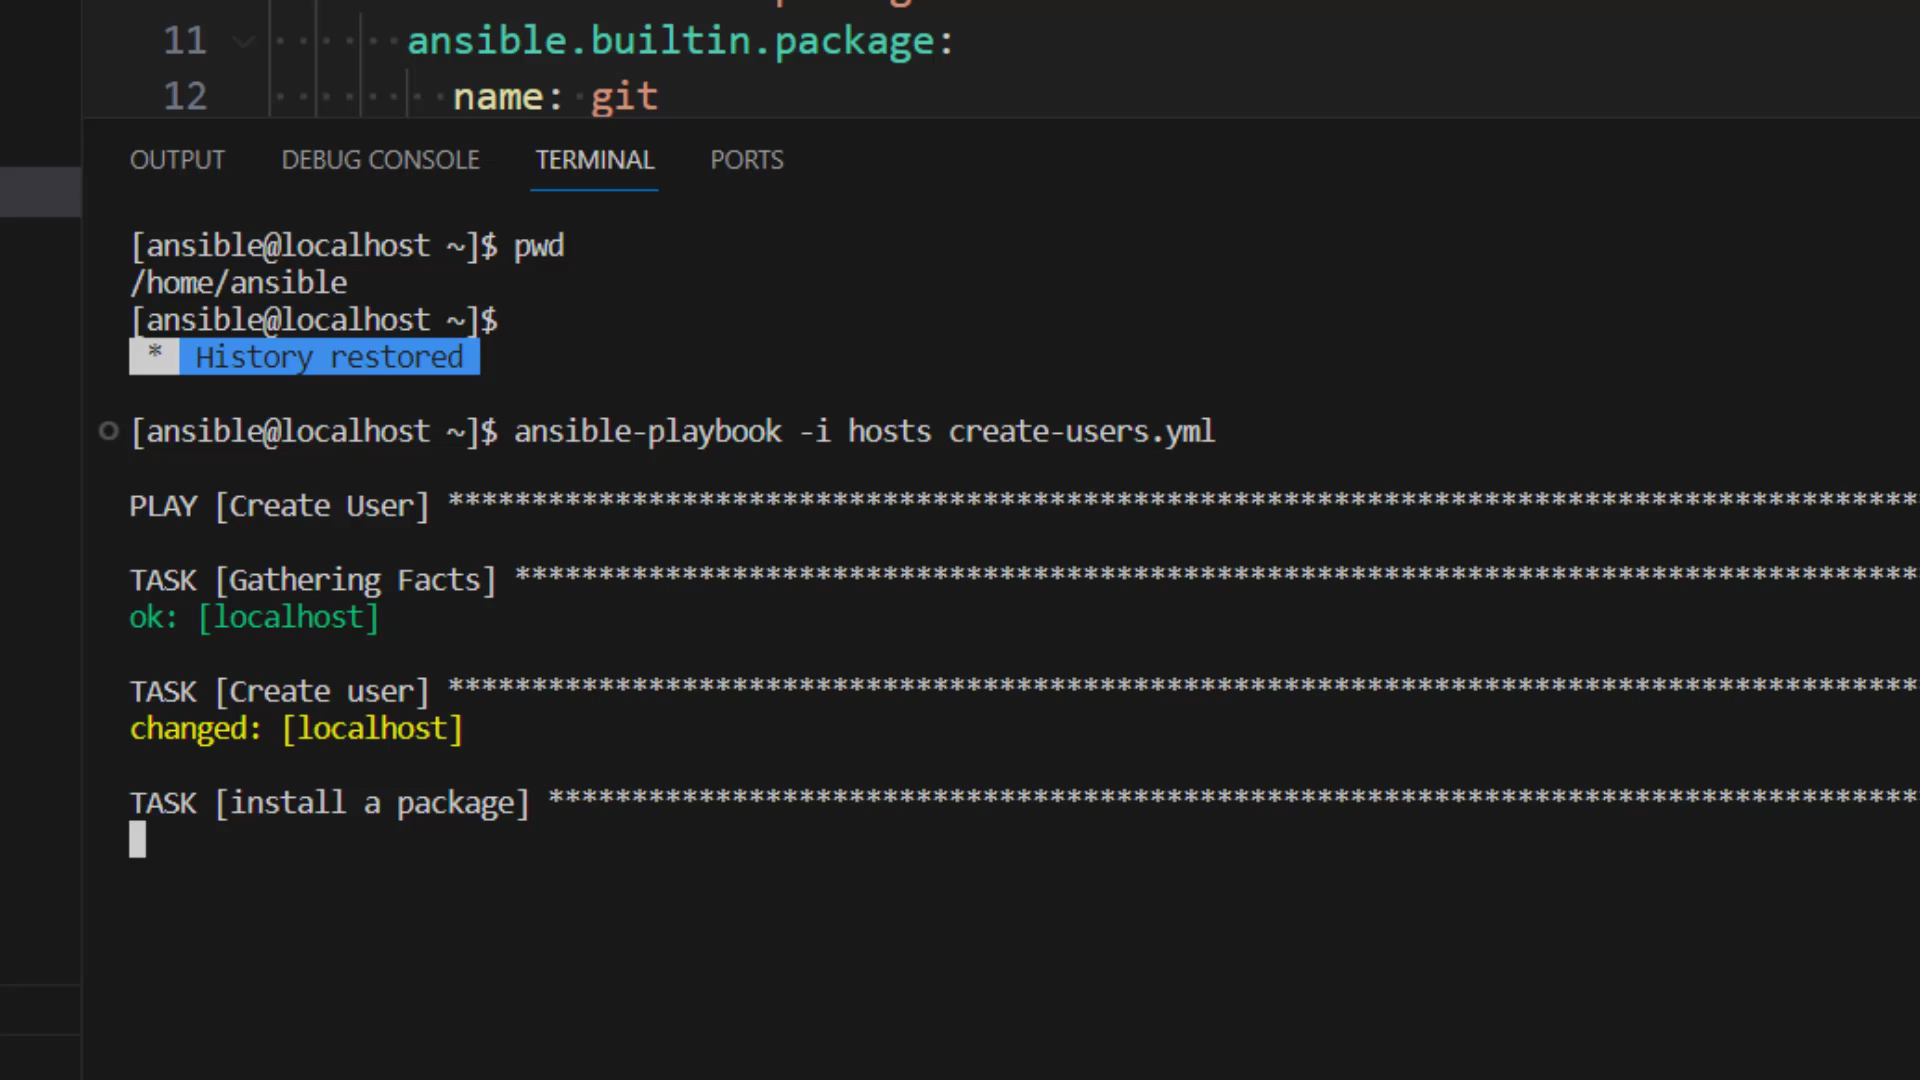 11 ansible.builtin.package:
12 name: git
OUTPUT DEBUG CONSOLE TERMINAL PORTS
[ansible@localhost ~]$ pwd
/home/ansible
[ansible@localhost ~]$
* History restored
[ansible@localhost ~]$ ansible-playbook -i hosts create-users.yml
PLAY [Create User] ****************************************************************************************
TASK [Gathering Facts] ************************************************************************************
ok: [localhost]
TASK [Create user] ****************************************************************************************
changed: [localhost]
TASK [install a package] **********************************************************************************